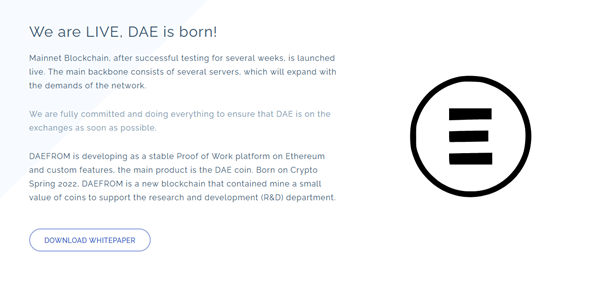 We are LIVE, DAE is born!
Mainnet Blockchain, after successful testing for several weeks, is launched
live. The main backbone consists of several servers, which will expand with
the demands of the network.
We are fully committed and doing everything to ensure that DAE is on the
exchanges as soon as possible.
DAEFROM is developing as a stable Proof of Work platform on Ethereum
and custom features, the main product is the DAE coin. Born on Crypto
Spring 2022, DAEFROM is a new blockchain that contained mine a small
value of coins to support the research and development (R&D) department.
DOWNLOAD WHITEPAPER